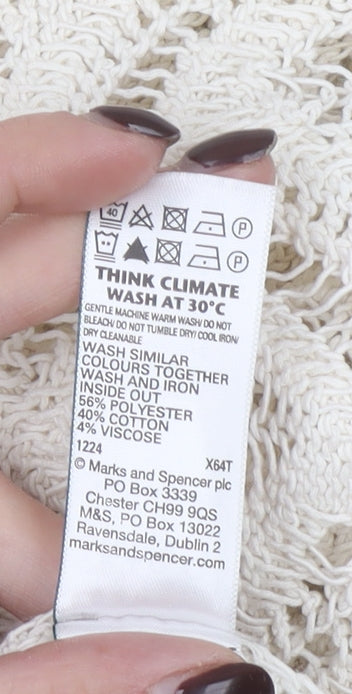 40 P
P
THINK CLIMATE
WASH AT 30°C
GENTLE MACHINE WARM WASH/ DO NOT
BLEACH/ DO NOT TUMBLE DRY/ COOL IRON/
DRY CLEANABLE
WASH SIMILAR
COLOURS TOGETHER
WASH AND IRON
INSIDE OUT
56% POLYESTER
40% COTTON
4% VISCOSE
1224 X64T
© Marks and Spencer plc
PO Box 3339
Chester CH99 9QS
M&S, PO Box 13022
Ravensdale, Dublin 2
marksandspencer.com